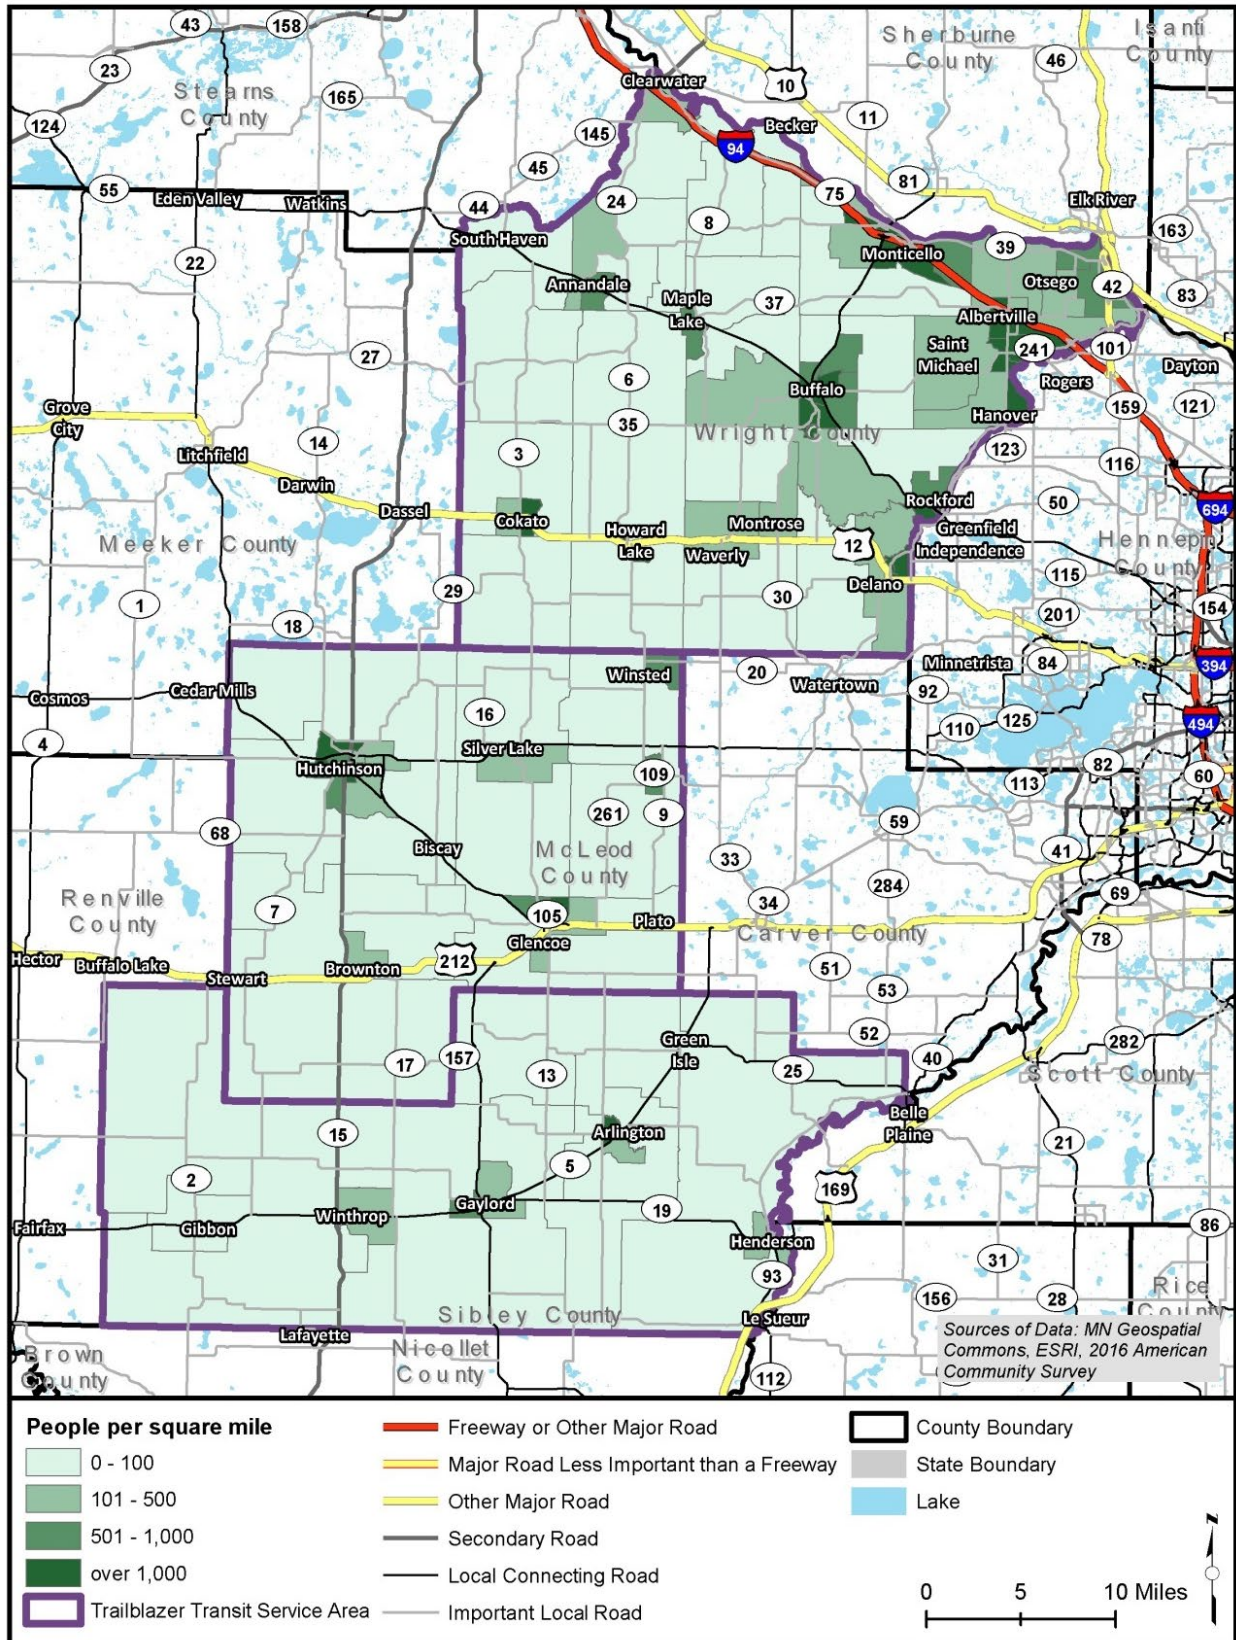 43
158
Sherburne
County
Isanti
County
46
23
Stearns
County
165
Clearwater
10
11
124
145
Becker
94
45
55
Eden Valley
Watkins
44
24
75
81
Elk River
South Haven
8
163
22
Monticello
39
Annandale
Maple
Lake
37
Otsego
42
83
Albertville
27
Saint
Michael
241
101
Dayton
6
Buffalo
Rogers
Grove
City
Hanover
159
121
14
35
Wright County
Litchfield
3
123
116
Darwin
Rockford
50
Dassel
Cokato
Howard
Lake
Montrose
Waverly
12
Greenfield
Independence
694
Meeker County
Hennepin
County
Delano
115
1
29
30
201
154
18
Winsted
20
Minnetrista
84
394
Cosmos
Cedar Mills
Watertown
92
16
110
125
494
4
Silver Lake
Hutchinson
109
82
113
60
68
261
9
59
Biscay
McLeod
County
33
41
Renville
County
7
284
69
105
Plato
34
Glencoe
Carver County
78
Hector
Buffalo Lake
Stewart
Brownton
212
51
53
Green
Isle
52
282
17
157
13
25
40
Scott County
15
Arlington
Belle
Plaine
21
2
5
169
Gaylord
Fairfax
Gibbon
Winthrop
19
86
Henderson
93
31
156
28
Rice
County
Sibley County
Le Sueur
Lafayette
Brown
County
Nicollet
County
112
Sources of Data: MN Geospatial
Commons, ESRI, 2016 American
Community Survey
People per square mile
0 - 100
101 - 500
501 - 1,000
over 1,000
Trailblazer Transit Service Area
Freeway or Other Major Road
Major Road Less Important than a Freeway
Other Major Road
Secondary Road
Local Connecting Road
Important Local Road
County Boundary
State Boundary
Lake
N
0 5 10 Miles